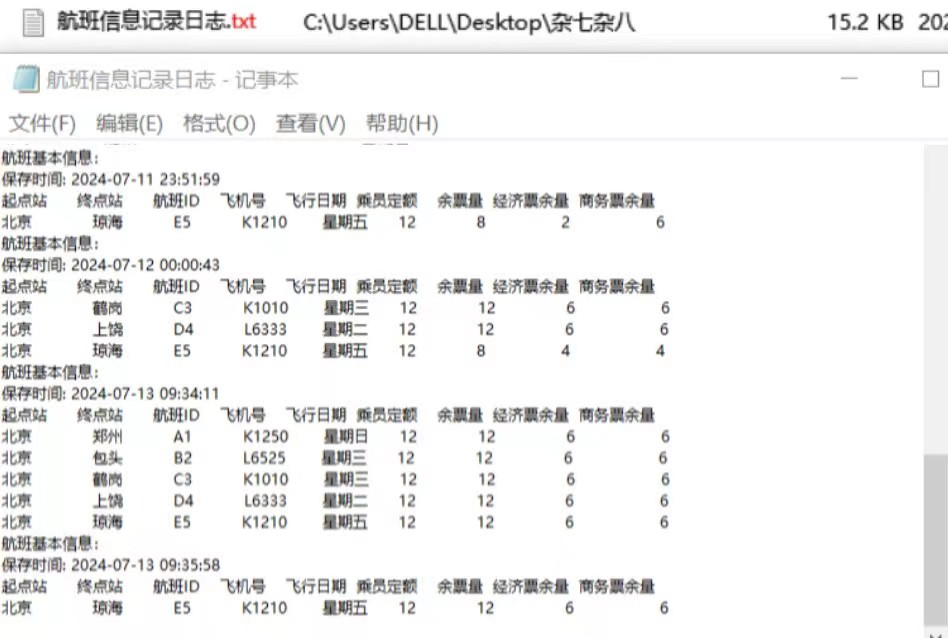 航班信息记录日志.txt C:\Users\DELL\Desktop\杂七杂八 15.2 KB 202
航班信息记录日志 - 记事本
文件(F) 编辑(E) 格式(O) 查看(V) 帮助(H)
航班基本信息:
保存时间: 2024-07-11 23:51:59
起点站 终点站 航班ID 飞机号 飞行日期 乘员定额 余票量 经济票余量 商务票余量
北京 琼海 E5 K1210 星期五 12 8 2 6
航班基本信息:
保存时间: 2024-07-12 00:00:43
起点站 终点站 航班ID 飞机号 飞行日期 乘员定额 余票量 经济票余量 商务票余量
北京 鹤岗 C3 K1010 星期三 12 12 6 6
北京 上饶 D4 L6333 星期二 12 12 6 6
北京 琼海 E5 K1210 星期五 12 8 4 4
航班基本信息:
保存时间: 2024-07-13 09:34:11
起点站 终点站 航班ID 飞机号 飞行日期 乘员定额 余票量 经济票余量 商务票余量
北京 郑州 A1 K1250 星期日 12 12 6 6
北京 包头 B2 L6525 星期三 12 12 6 6
北京 鹤岗 C3 K1010 星期三 12 12 6 6
北京 上饶 D4 L6333 星期二 12 12 6 6
北京 琼海 E5 K1210 星期五 12 12 6 6
航班基本信息:
保存时间: 2024-07-13 09:35:58
起点站 终点站 航班ID 飞机号 飞行日期 乘员定额 余票量 经济票余量 商务票余量
北京 琼海 E5 K1210 星期五 12 12 6 6